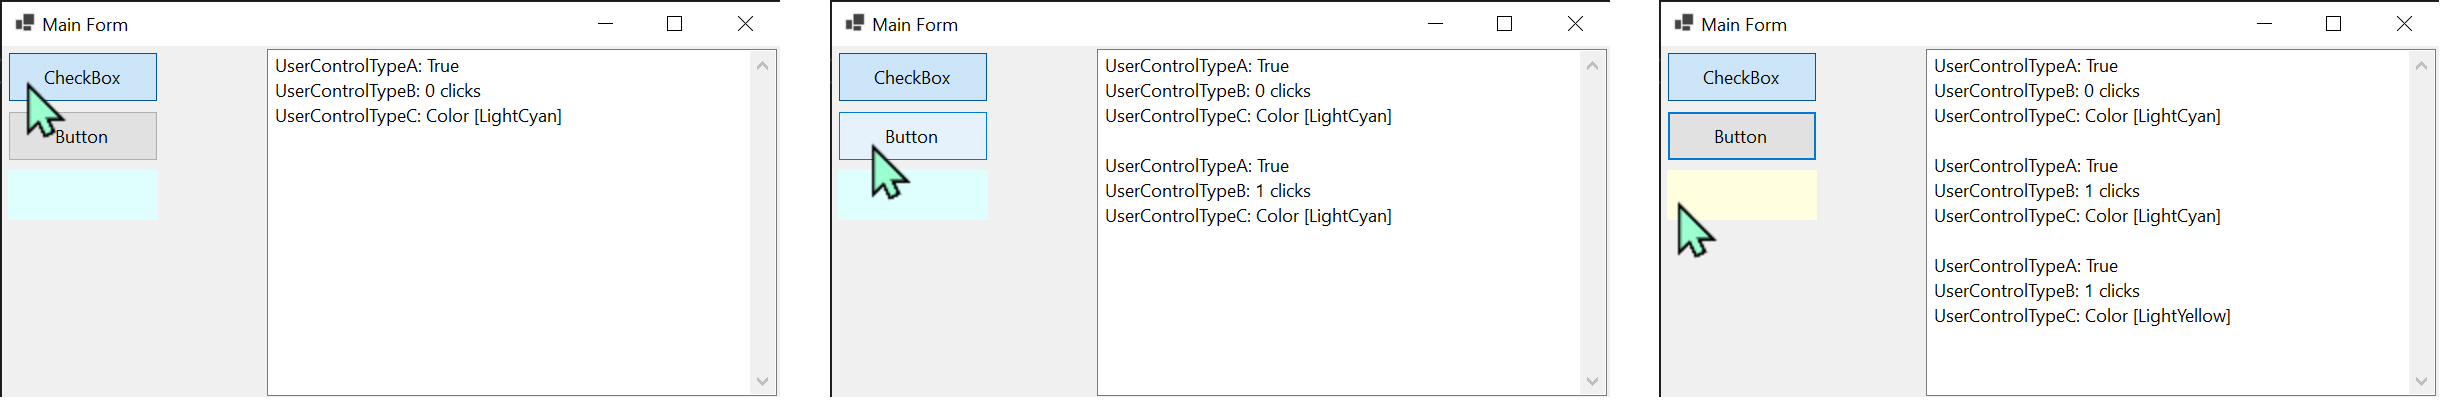 Main Form
CheckBox
Button
UserControlTypeA: True
UserControlTypeB: 0 clicks
UserControlTypeC: Color [LightCyan]
Main Form
CheckBox
Button
UserControlTypeA: True
UserControlTypeB: 0 clicks
UserControlTypeC: Color [LightCyan]
UserControlTypeA: True
UserControlTypeB: 1 clicks
UserControlTypeC: Color [LightCyan]
Main Form
CheckBox
Button
UserControlTypeA: True
UserControlTypeB: 0 clicks
UserControlTypeC: Color [LightCyan]
UserControlTypeA: True
UserControlTypeB: 1 clicks
UserControlTypeC: Color [LightCyan]
UserControlTypeA: True
UserControlTypeB: 1 clicks
UserControlTypeC: Color [LightYellow]